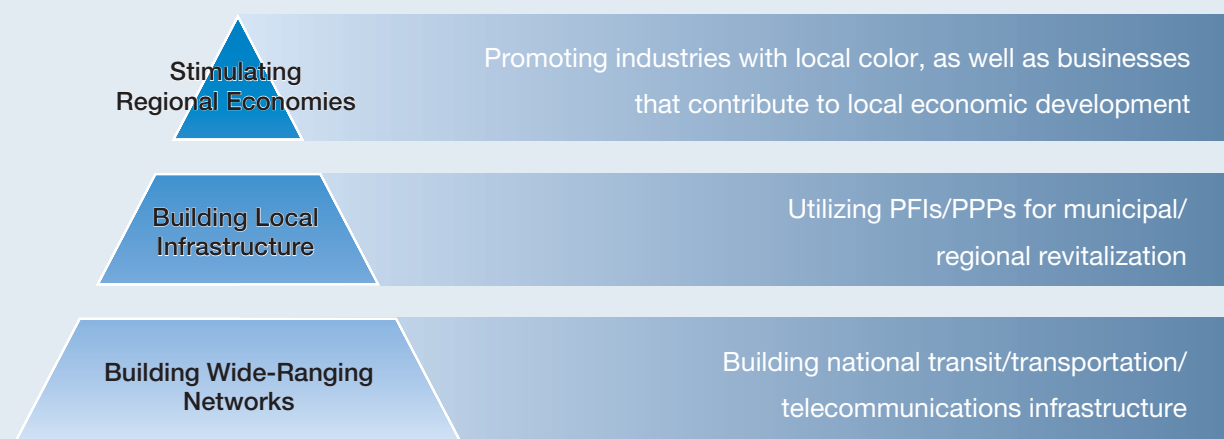 Stimulating
Regional Economies
Promoting industries with local color, as well as businesses
that contribute to local economic development
Building Local
Infrastructure
Utilizing PFIs/PPPs for municipal/
regional revitalization
Building Wide-Ranging
Networks
Building national transit/transportation/
telecommunications infrastructure